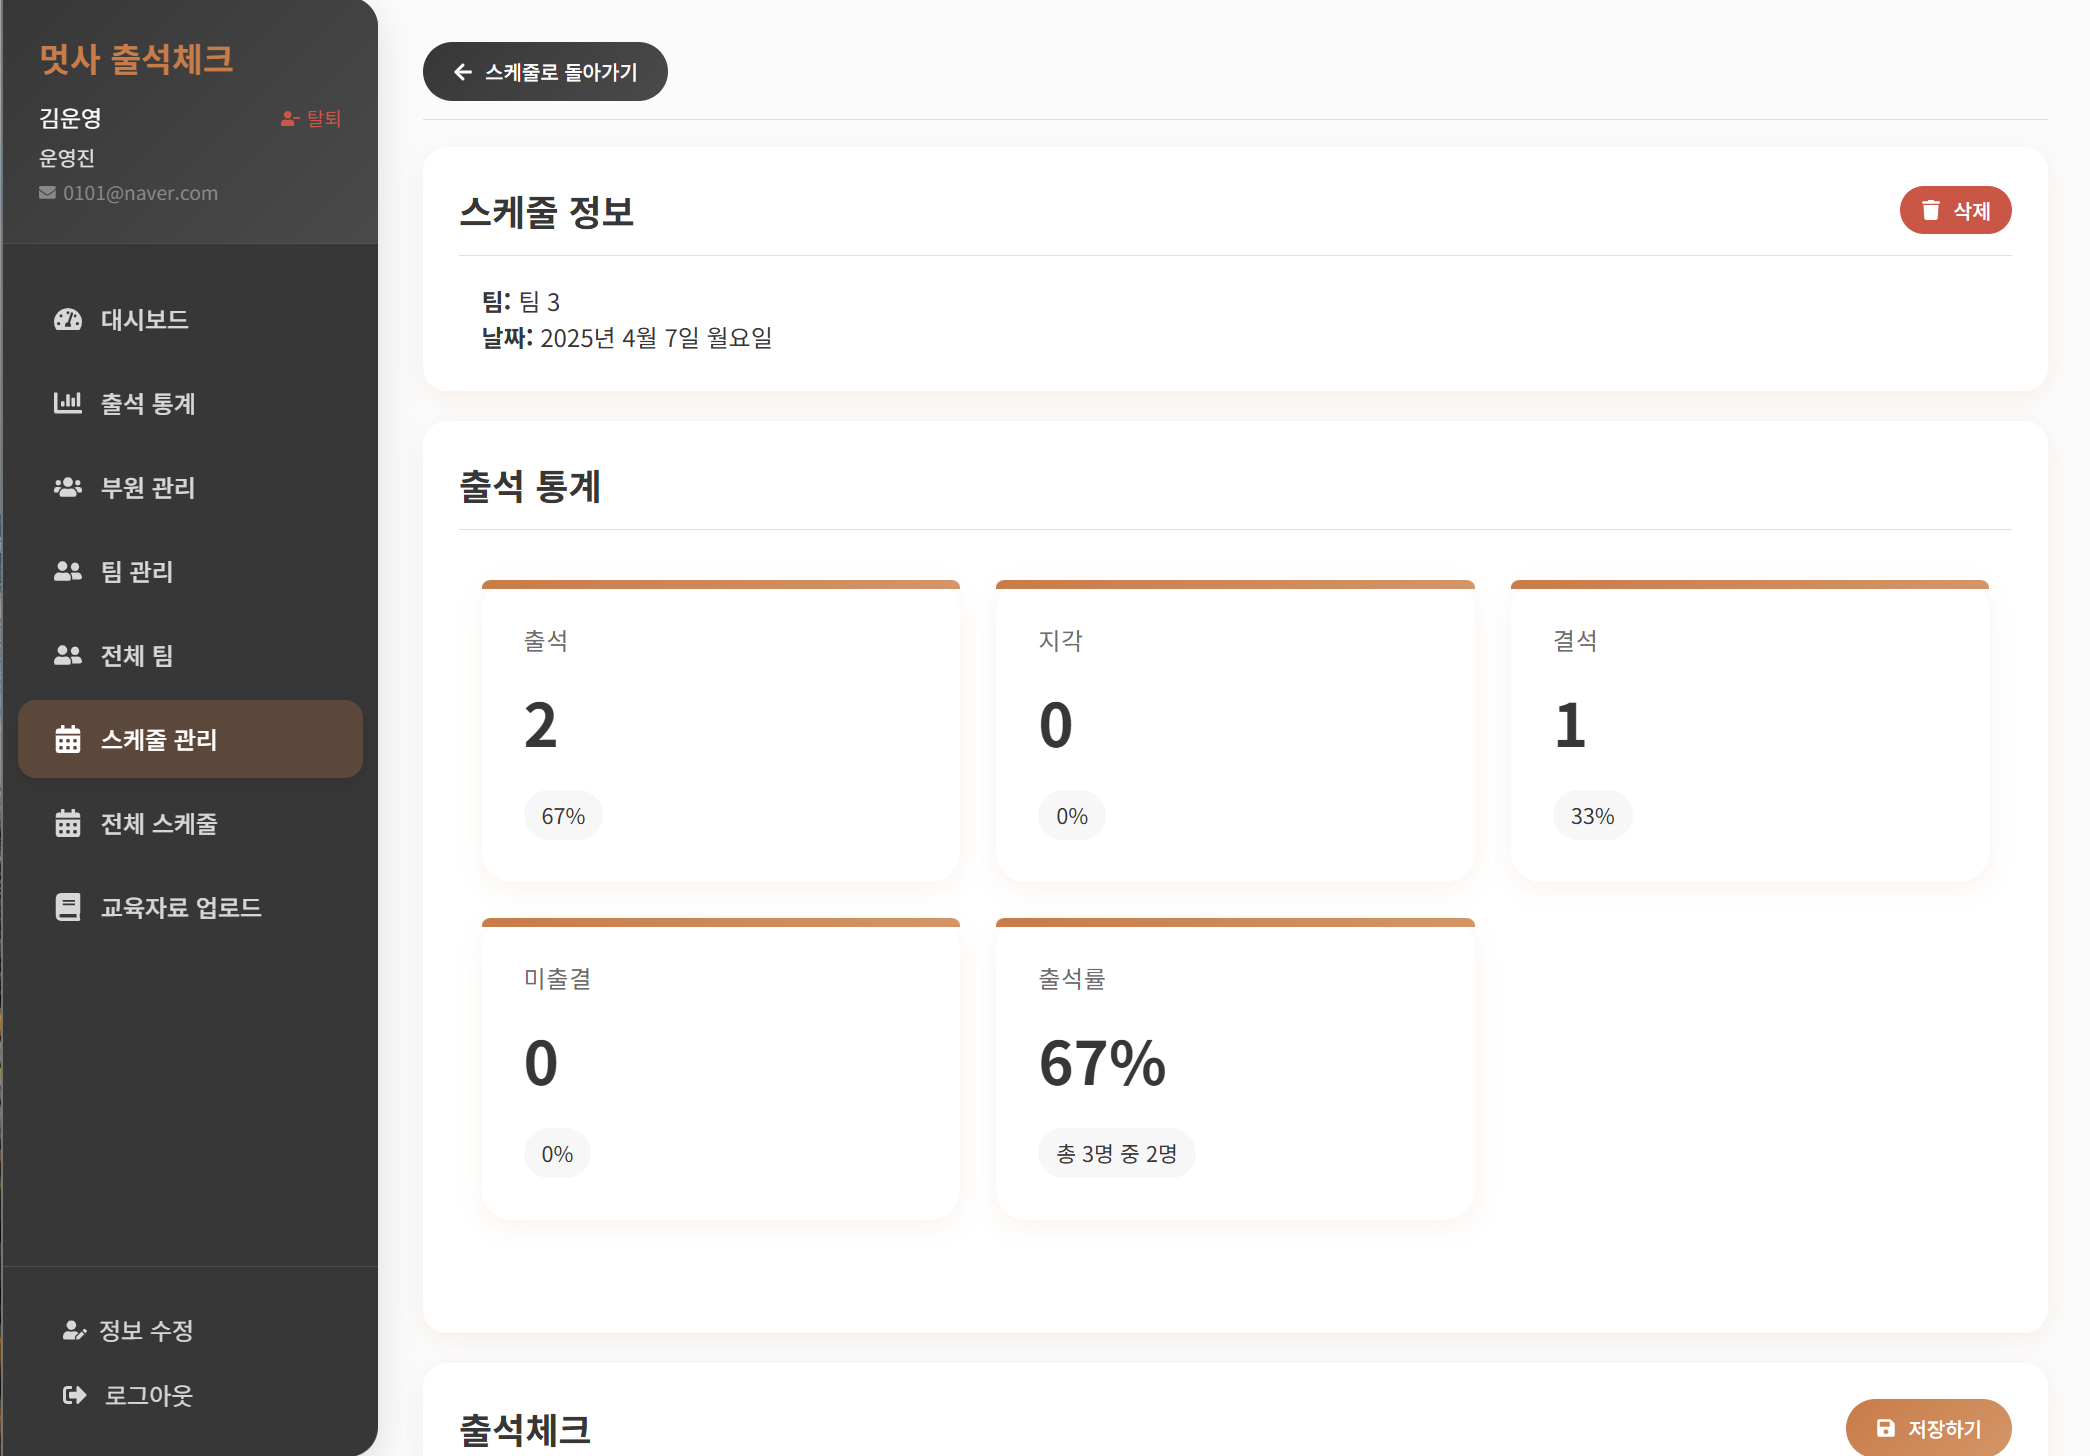 멋사 출석체크
김운영
탈퇴
운영진
0101@naver.com
대시보드
출석 통계
부원 관리
팀 관리
전체 팀
스케줄 관리
전체 스케줄
교육자료 업로드
정보 수정
로그아웃
스케줄로 돌아가기
스케줄 정보
삭제
팀: 팀 3
날짜: 2025년 4월 7일 월요일
출석 통계
출석
2
67%
지각
0
0%
결석
1
33%
미출결
0
0%
출석률
67%
총 3명 중 2명
출석체크
저장하기